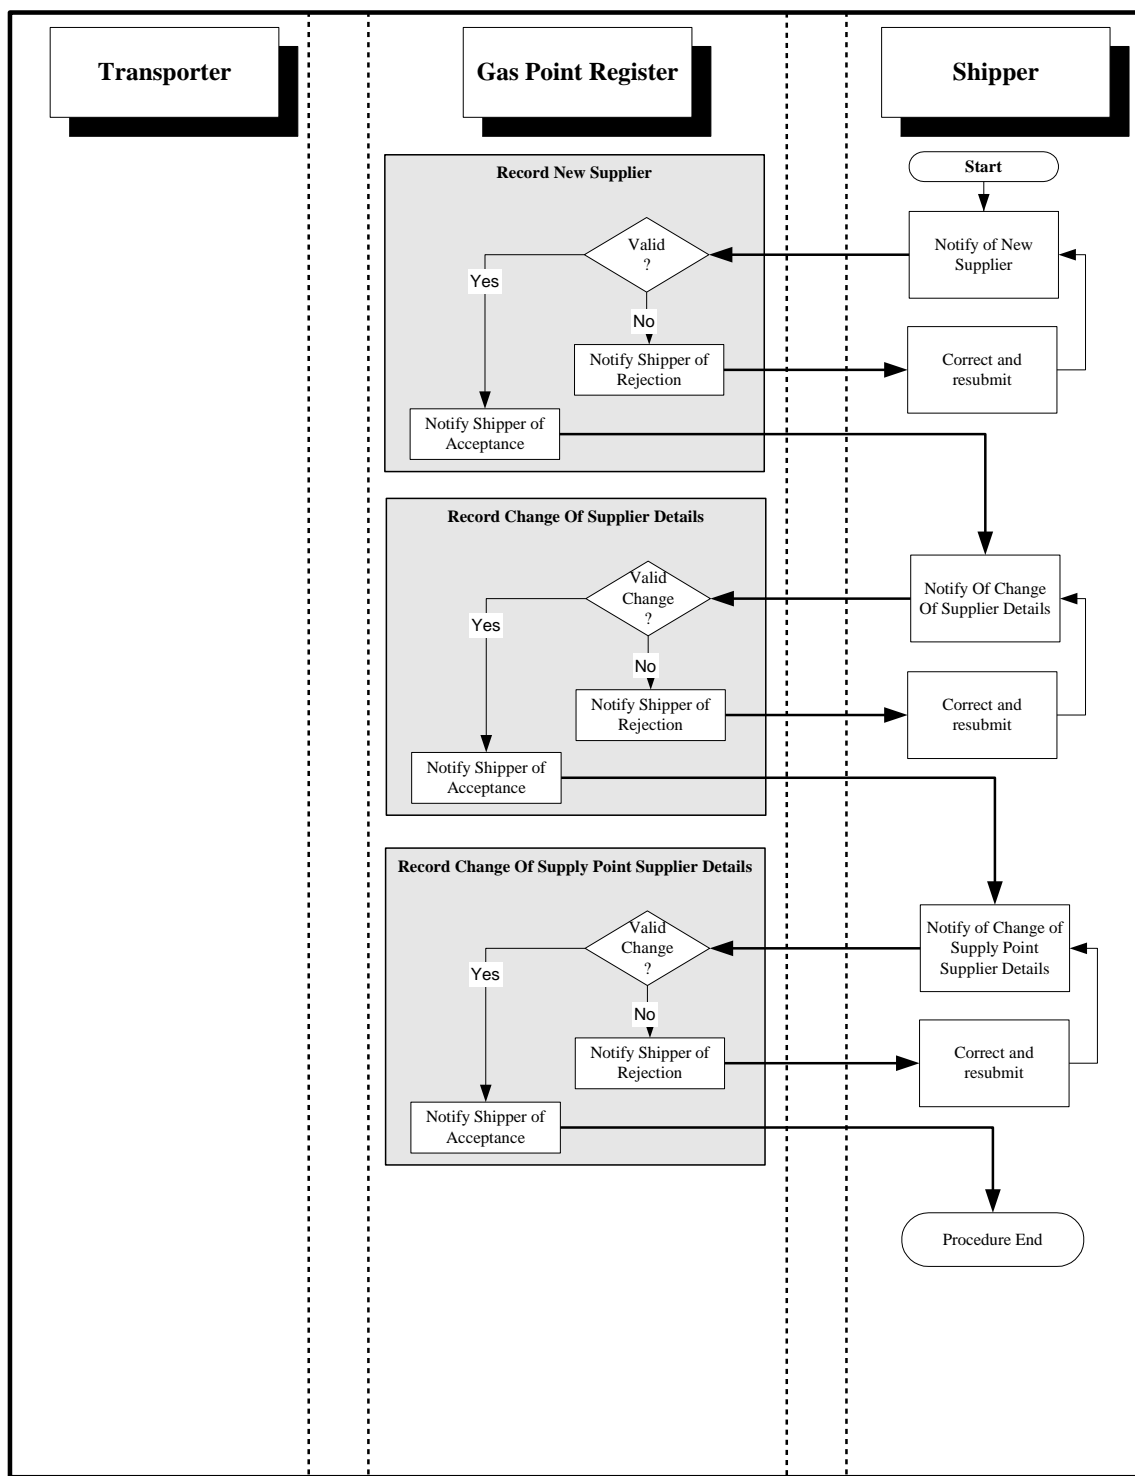 Transporter
Gas Point Register
Shipper
Record New Supplier
Start
Valid
?
Notify of New
Supplier
Yes
No
Notify Shipper of
Rejection
Correct and
resubmit
Notify Shipper of
Acceptance
Record Change Of Supplier Details
Valid
Change
?
Notify Of Change
Of Supplier Details
Yes
No
Notify Shipper of
Rejection
Correct and
resubmit
Notify Shipper of
Acceptance
Record Change Of Supply Point Supplier Details
Valid
Change
?
Notify of Change of
Supply Point
Supplier Details
Yes
No
Notify Shipper of
Rejection
Correct and
resubmit
Notify Shipper of
Acceptance
Procedure End